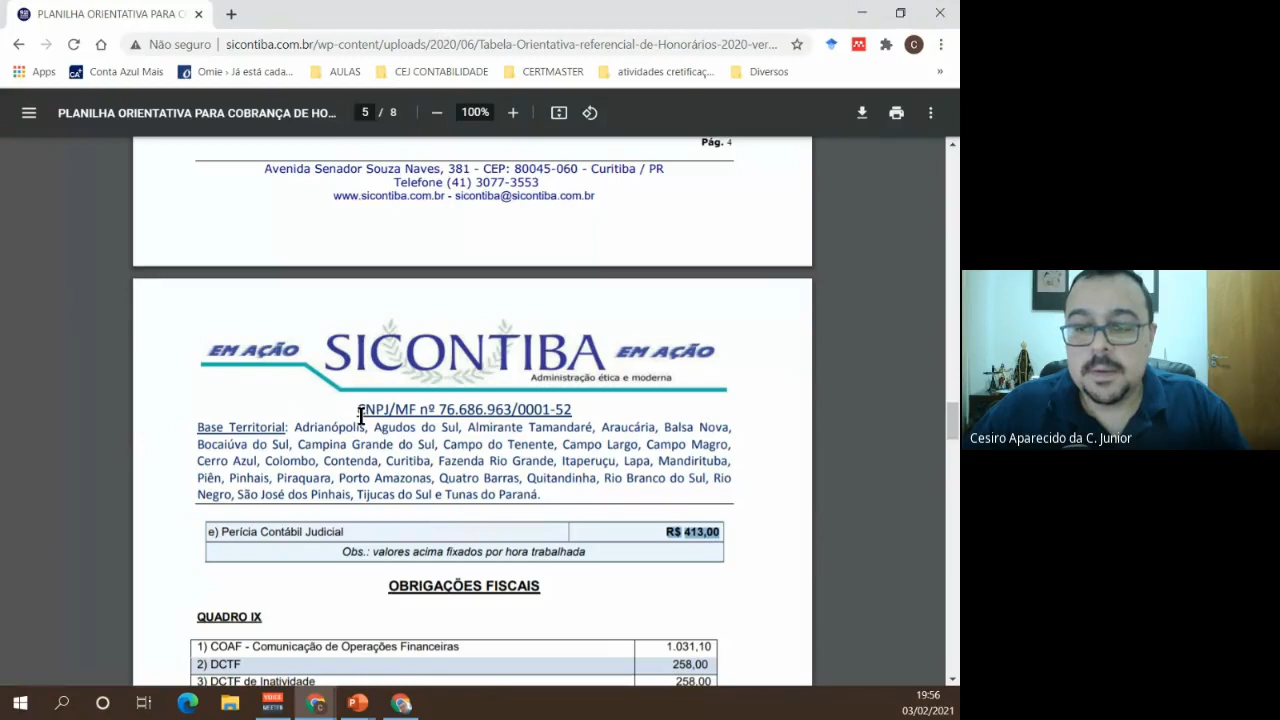 PLANILHA ORIENTATIVA PARA C
Não seguro | sicontiba.com.br/wp-content/uploads/2020/06/Tabela-Orientativa-referencial-de-Honorários-2020-ver...
C
Apps CA Conta Azul Mais Omie › Já está cada... AULAS CEJ CONTABILIDADE CERTMASTER atividades cretificaç... Diversos »
PLANILHA ORIENTATIVA PARA COBRANÇA DE HO... 5 / 8 — 100% +
Pág. 4
Avenida Senador Souza Naves, 381 - CEP: 80045-060 - Curitiba / PR
Telefone (41) 3077-3553
www.sicontiba.com.br - sicontiba@sicontiba.com.br
EM AÇÃO SICONTIBA EM AÇÃO
Administração ética e moderna
CNPJ/MF nº 76.686.963/0001-52
Base Territorial: Adrianópolis, Agudos do Sul, Almirante Tamandaré, Araucária, Balsa Nova,
Bocaiúva do Sul, Campina Grande do Sul, Campo do Tenente, Campo Largo, Campo Magro,
Cerro Azul, Colombo, Contenda, Curitiba, Fazenda Rio Grande, Itaperuçu, Lapa, Mandirituba,
Piên, Pinhais, Piraquara, Porto Amazonas, Quatro Barras, Quitandinha, Rio Branco do Sul, Rio
Negro, São José dos Pinhais, Tijucas do Sul e Tunas do Paraná.
e) Perícia Contábil Judicial R$ 413,00
Obs.: valores acima fixados por hora trabalhada
OBRIGAÇÕES FISCAIS
QUADRO IX
1) COAF - Comunicação de Operações Financeiras 1.031,10
2) DCTF 258,00
3) DCTF de Inatividade 258,00
Cesiro Aparecido da C. Junior
VOICE
MEETER
19:56
03/02/2021